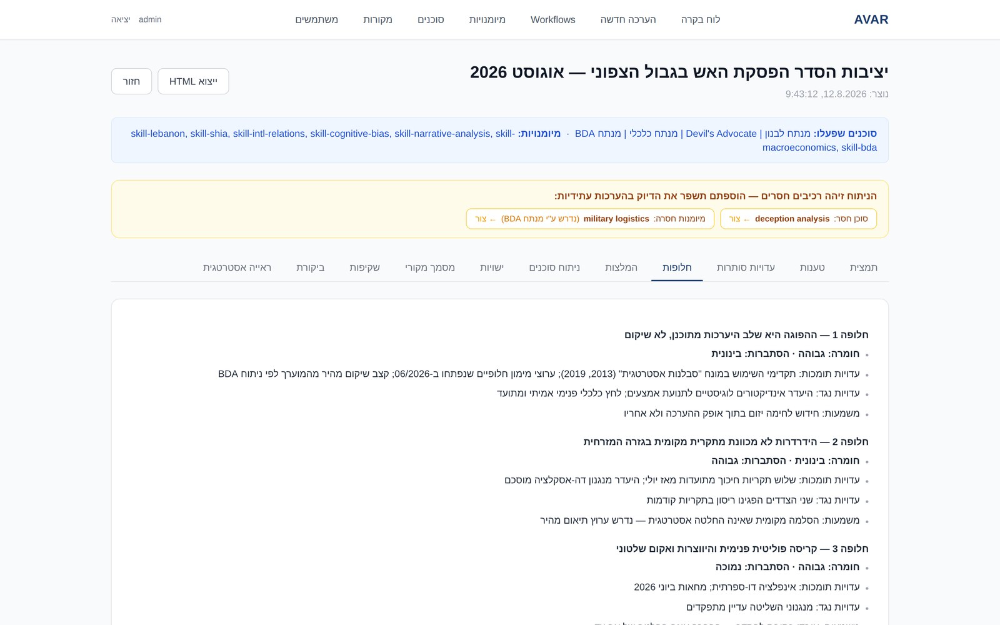 AVAR
לוח בקרה
הערכה חדשה
Workflows
מיומנויות
סוכנים
מקורות
משתמשים
admin
יציאה
יציבות הסדר הפסקת האש בגבול הצפוני — אוגוסט 2026
נוצר: 12.8.2026, 9:43:12
ייצוא HTML
חזור
סוכנים שפעלו: מנתח לבנון | Devil's Advocate | מנתח כלכלי | מנתח BDA · מיומנויות: skill-lebanon, skill-shia, skill-intl-relations, skill-cognitive-bias, skill-narrative-analysis, skill-
macroeconomics, skill-bda
הניתוח זיהה רכיבים חסרים — הוספתם תשפר את הדיוק בהערכות עתידיות:
סוכן חסר: deception analysis ← צור
מיומנות חסרה: military logistics (נדרש ע"י מנתח BDA) ← צור
תמצית
טענות
עדויות סותרות
חלופות
המלצות
ניתוח סוכנים
ישויות
מסמך מקורי
שקיפות
ביקורת
ראייה אסטרטגית
חלופה 1 — ההפוגה היא שלב היערכות מתוכנן, לא שיקום
• חומרה: גבוהה · הסתברות: בינונית
• עדויות תומכות: תקדימי השימוש במונח "סבלנות אסטרטגית" (2013, 2019); ערוצי מימון חלופיים שנפתחו ב-06/2026; קצב שיקום מהיר מהמוערך לפי ניתוח BDA
• עדויות נגד: היעדר אינדיקטורים לוגיסטיים לתנועת אמצעים; לחץ כלכלי פנימי אמיתי ומתועד
• משמעות: חידוש לחימה יזום בתוך אופק ההערכה ולא אחריו
חלופה 2 — הידרדרות לא מכוונת מתקרית מקומית בגזרה המזרחית
• חומרה: בינונית · הסתברות: גבוהה
• עדויות תומכות: שלוש תקריות חיכוך מתועדות מאז יולי; היעדר מנגנון דה-אסקלציה מוסכם
• עדויות נגד: שני הצדדים הפגינו ריסון בתקריות קודמות
• משמעות: הסלמה מקומית שאינה החלטה אסטרטגית — נדרש ערוץ תיאום מהיר
חלופה 3 — קריסה פוליטית פנימית והיווצרות ואקום שלטוני
• חומרה: גבוהה · הסתברות: נמוכה
• עדויות תומכות: אינפלציה דו-ספרתית; מחאות ביוני 2026
• עדויות נגד: מנגנוני השליטה עדיין מתפקדים